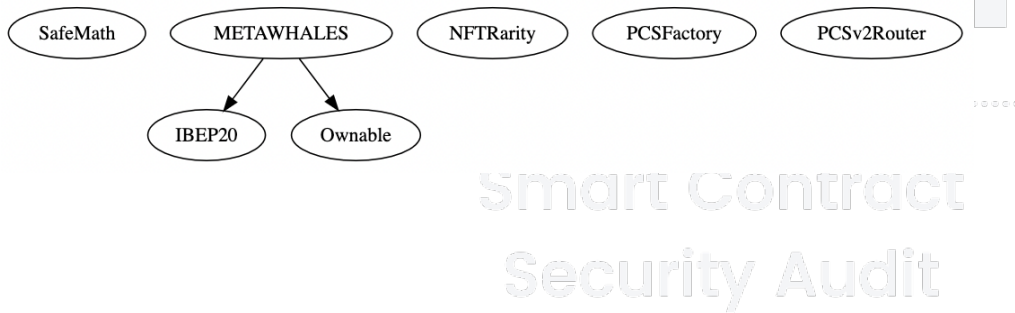 SafeMath METAWHALES NFTRarity PCSFactory PCSv2Router
IBEP20 Ownable
Smart Contract
Security Audit